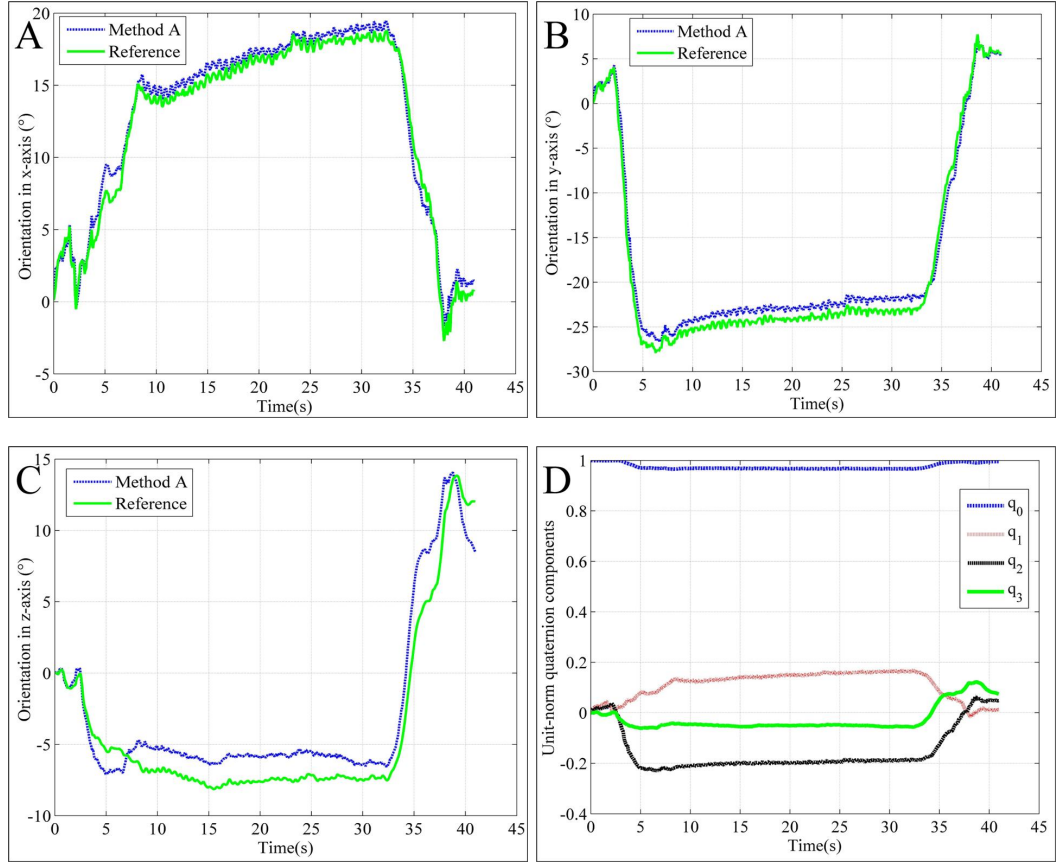 A
Method A
Reference
Orientation in x-axis (°)
20
15
10
5
0
-5
0 5 10 15 20 25 30 35 40 45
Time(s)
B
Method A
Reference
Orientation in y-axis (°)
10
5
0
-5
-10
-15
-20
-25
-30
0 5 10 15 20 25 30 35 40 45
Time(s)
C
Method A
Reference
Orientation in z-axis (°)
15
10
5
0
-5
-10
0 5 10 15 20 25 30 35 40 45
Time(s)
D
q_0
q_1
q_2
q_3
Unit-norm quaternion components
1
0.8
0.6
0.4
0.2
0
-0.2
-0.4
0 5 10 15 20 25 30 35 40 45
Time(s)